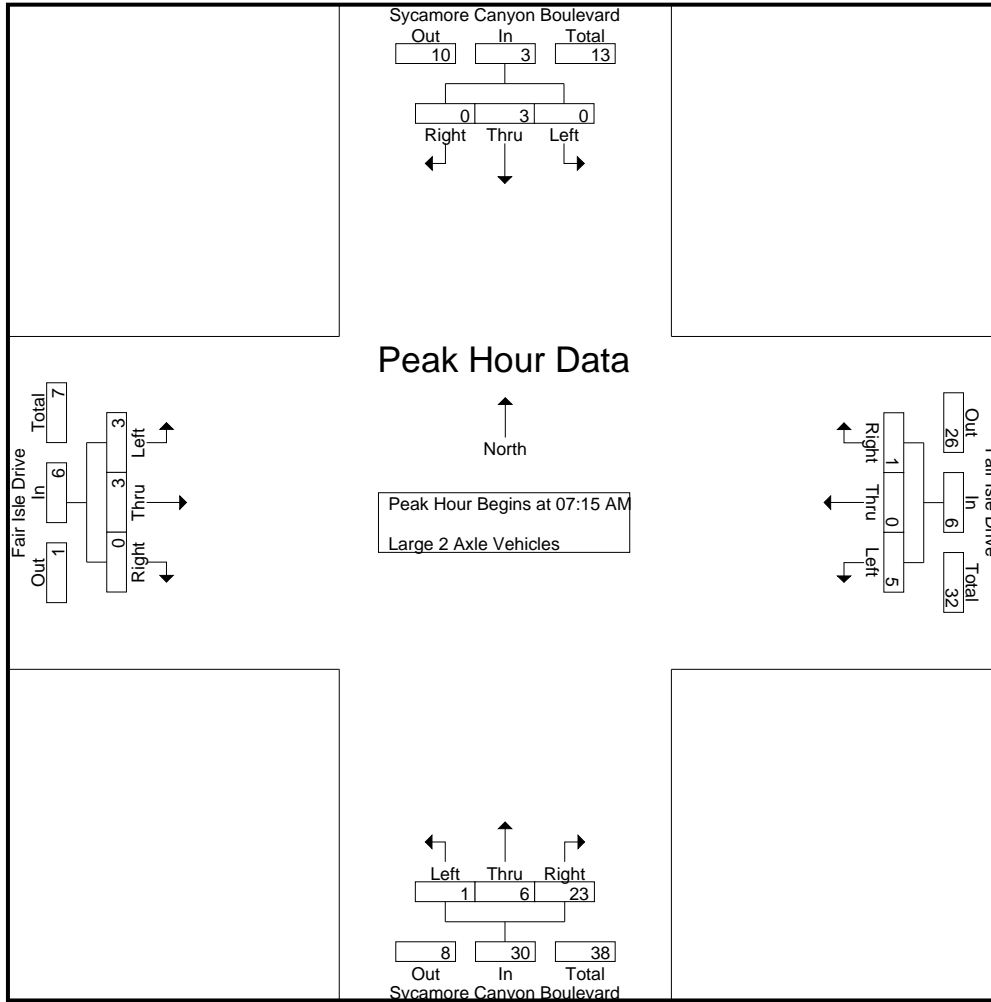 Sycamore Canyon Boulevard
Out In Total
10 3 13
0 3 0
Right Thru Left
Peak Hour Data
North
Peak Hour Begins at 07:15 AM
Large 2 Axle Vehicles
Fair Isle Drive
Total In Out
7 6 1
3 3 0
Left Thru Right
Right Thru Left
1 0 5
Out In Total
26 6 32
Fair Isle Drive
Left Thru Right
1 6 23
8 30 38
Out In Total
Sycamore Canyon Boulevard